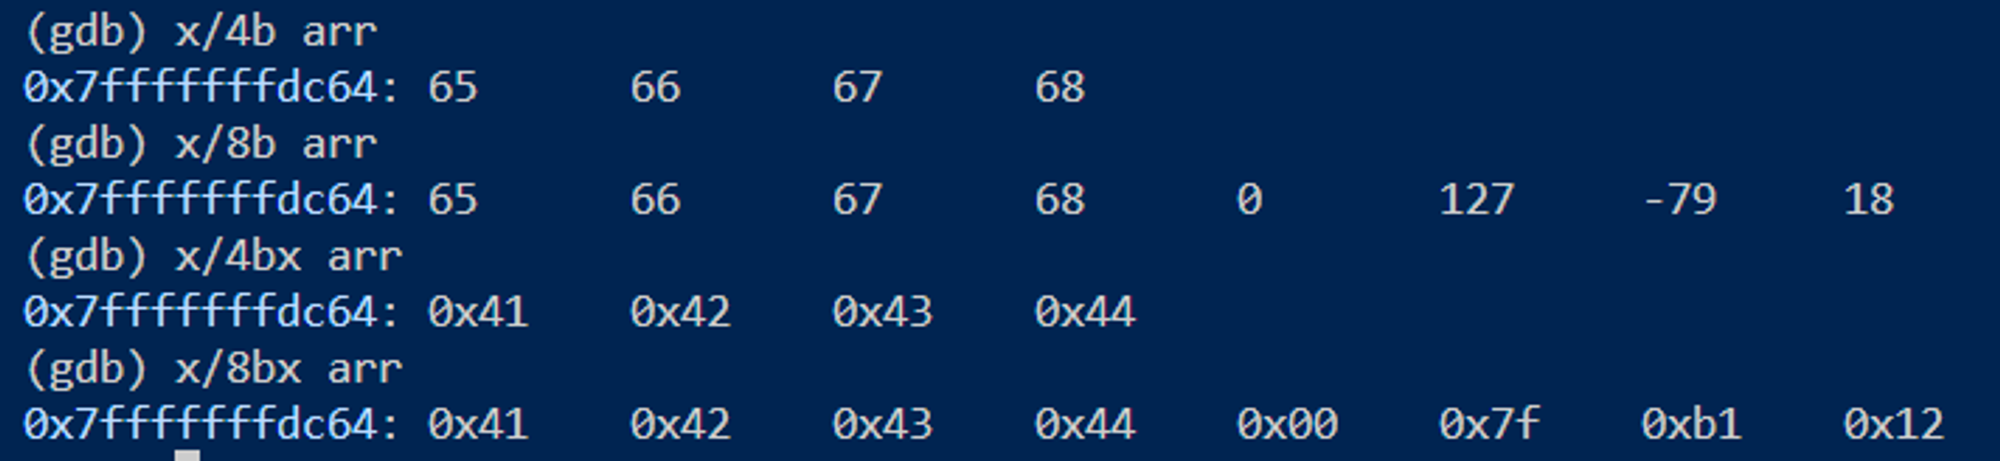 (gdb) x/4b arr
0x7fffffffdc64: 65 66 67 68
(gdb) x/8b arr
0x7fffffffdc64: 65 66 67 68 0 127 -79 18
(gdb) x/4bx arr
0x7fffffffdc64: 0x41 0x42 0x43 0x44
(gdb) x/8bx arr
0x7fffffffdc64: 0x41 0x42 0x43 0x44 0x00 0x7f 0xb1 0x12